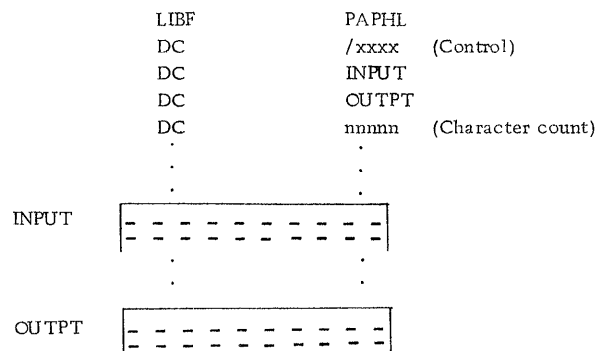 LIBF PAPHL
DC /xxxx (Control)
DC INPUT
DC OUTPT
DC nnnnn (Character count)
INPUT
OUTPT